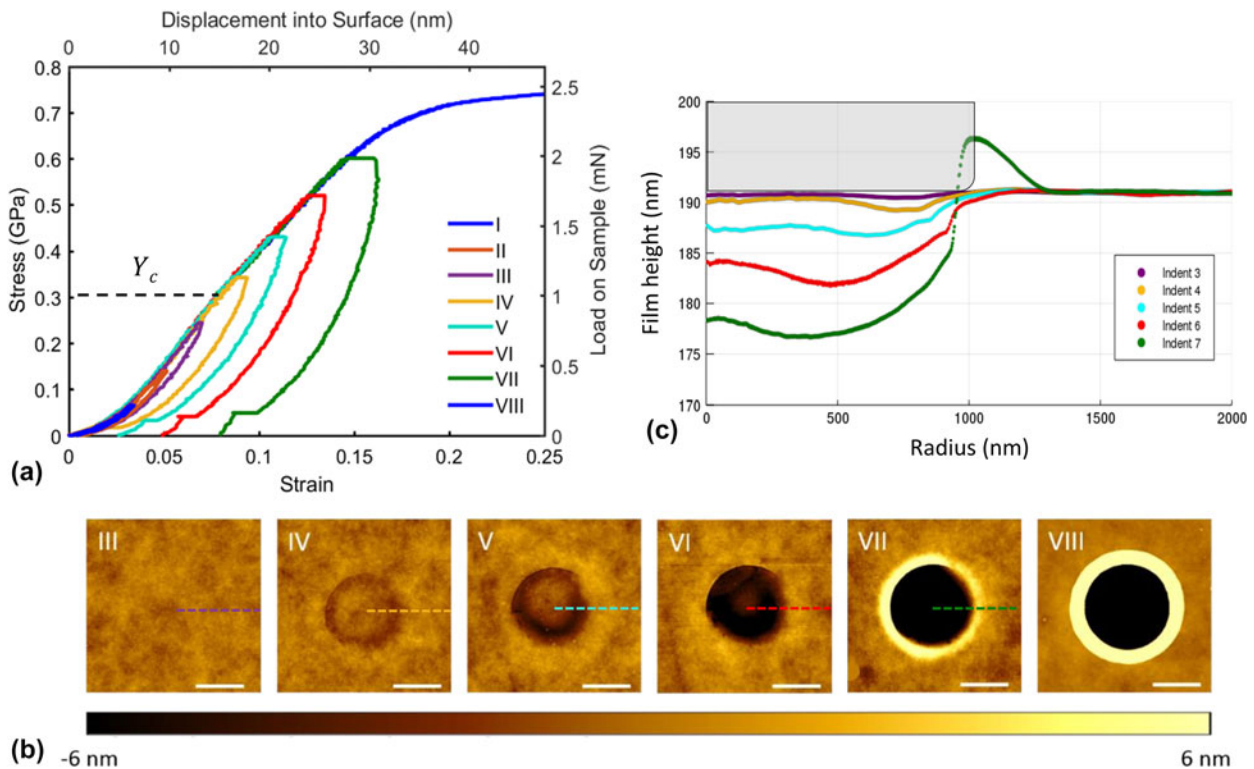 Displacement into Surface (nm)
0 10 20 30 40
0.8
0.7
0.6
0.5
0.4
0.3
0.2
0.1
0
Stress (GPa)
Y_c
I
II
III
IV
V
VI
VII
VIII
2.5
2
1.5
1
0.5
0
Load on Sample (mN)
0 0.05 0.1 0.15 0.2 0.25
Strain
(a)
200
195
190
185
180
175
170
Film height (nm)
Indent 3
Indent 4
Indent 5
Indent 6
Indent 7
0 500 1000 1500 2000
Radius (nm)
(c)
III IV V VI VII VIII
(b)
-6 nm 6 nm